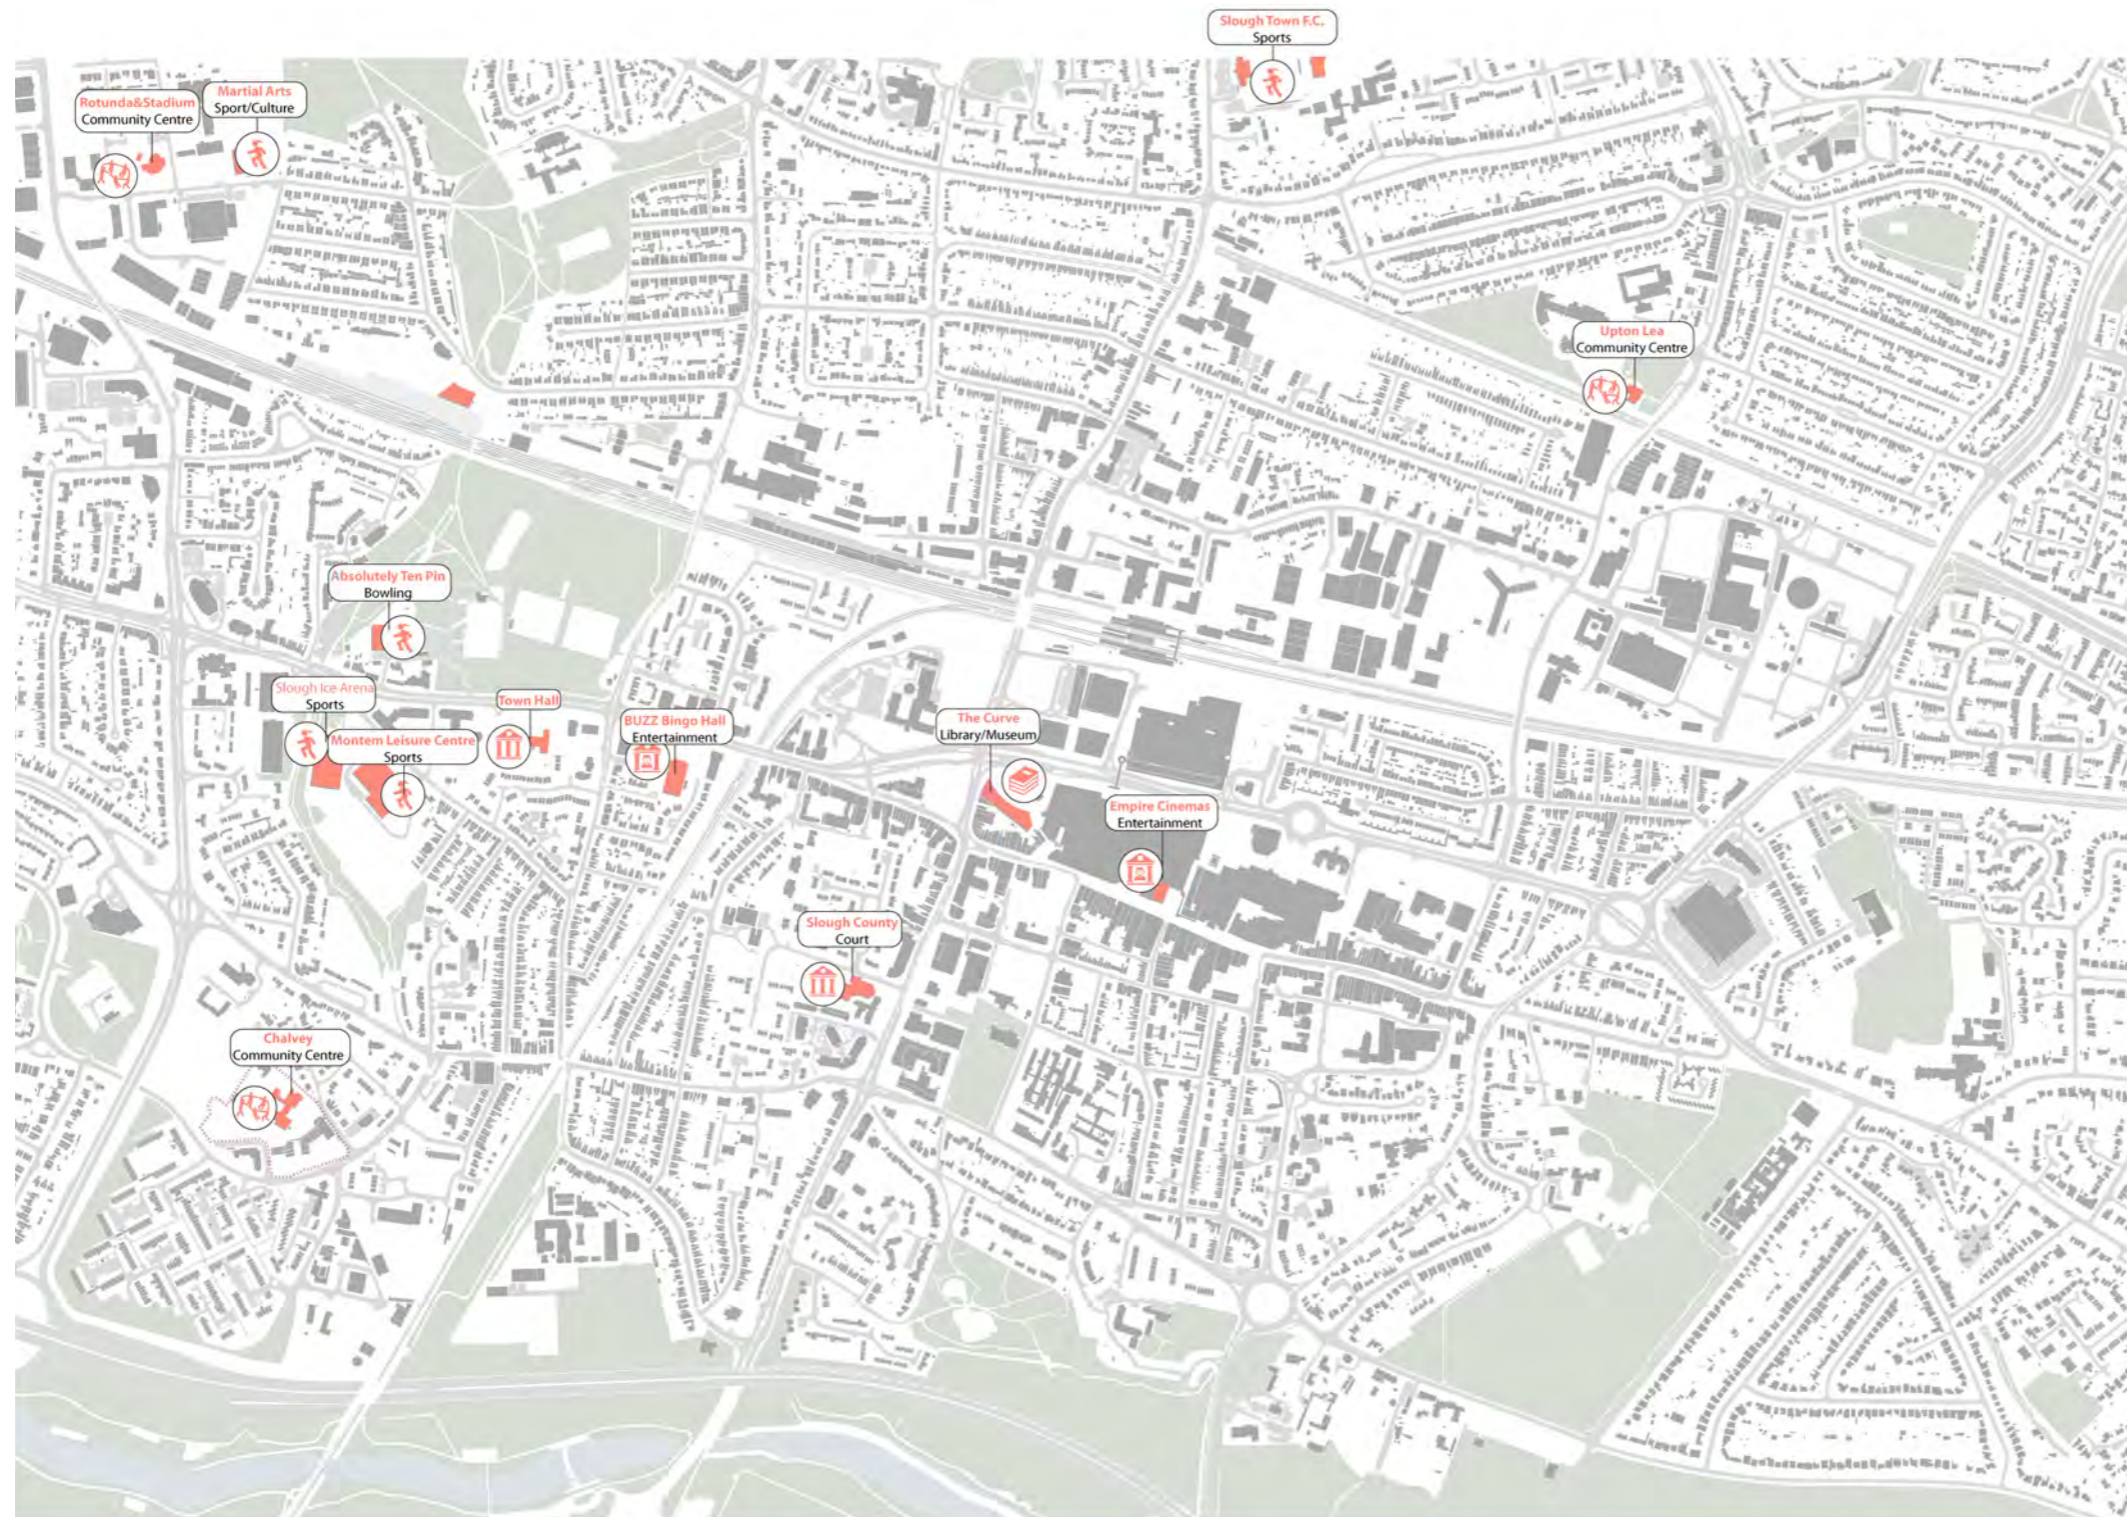 Slough Town F.C.
Sports
Martial Arts
Sport/Culture
Rotunda&Stadium
Community Centre
Upton Lea
Community Centre
Absolutely Ten Pin
Bowling
Slough Ice Arena
Sports
Town Hall
BUZZ Bingo Hall
Entertainment
The Curve
Library/Museum
Montem Leisure Centre
Sports
Empire Cinemas
Entertainment
Slough County
Court
Chalvey
Community Centre